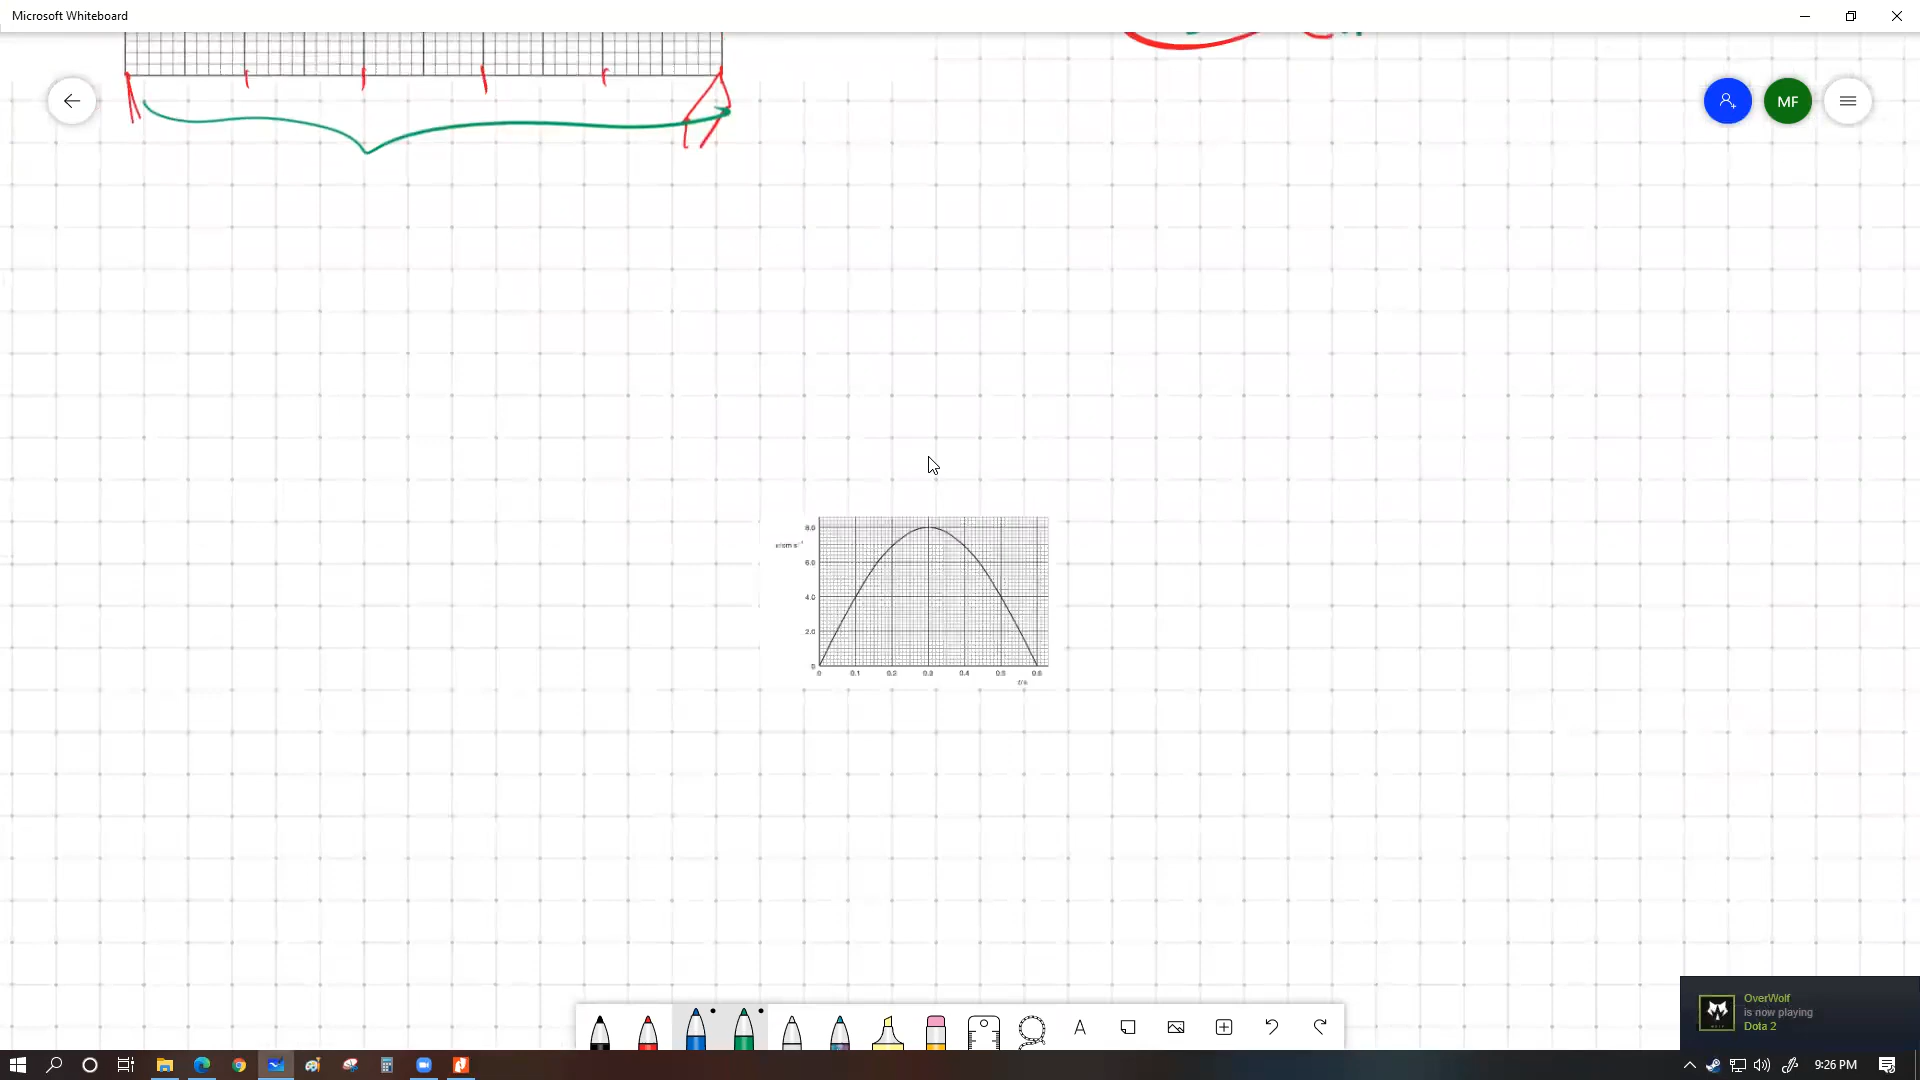 Microsoft Whiteboard
MF
8.0
6.0
4.0
2.0
0
0 0.1 0.2 0.3 0.4 0.5 0.6
t/s
A
OverWolf
is now playing
Dota 2
9:26 PM